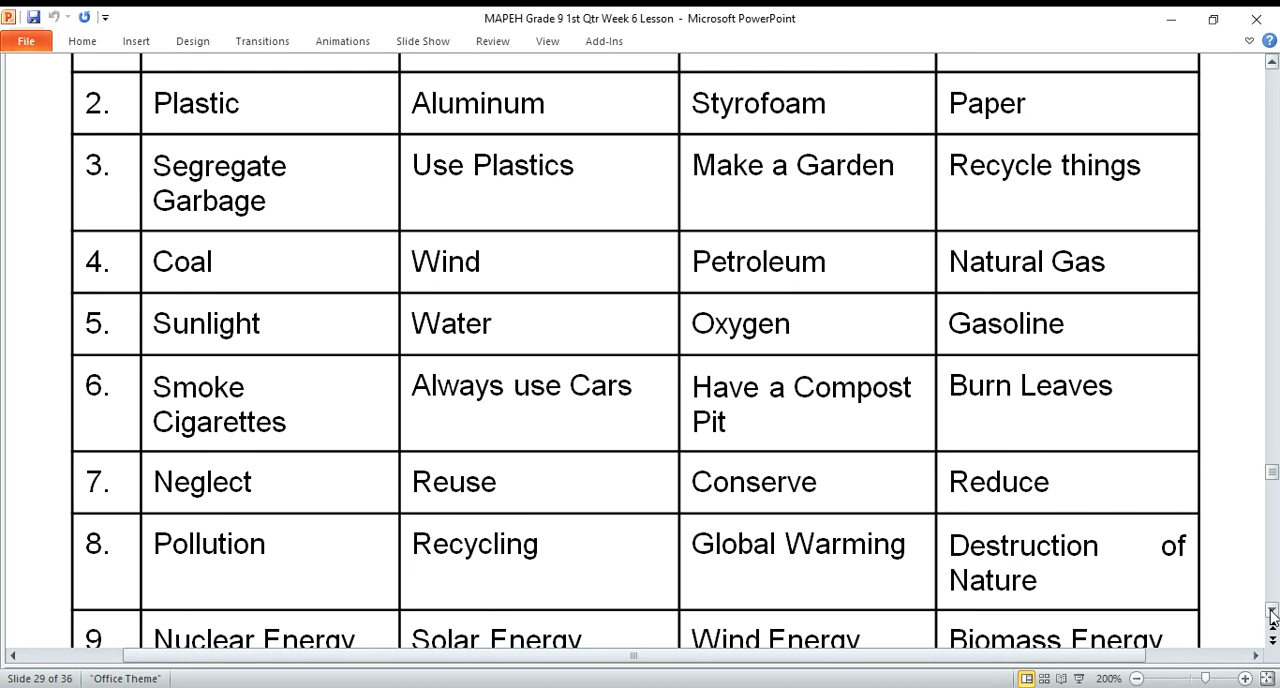 MAPEH Grade 9 1st Qtr Week 6 Lesson - Microsoft PowerPoint
File Home Insert Design Transitions Animations Slide Show Review View Add-Ins
2. Plastic Aluminum Styrofoam Paper
3. Segregate Garbage Use Plastics Make a Garden Recycle things
4. Coal Wind Petroleum Natural Gas
5. Sunlight Water Oxygen Gasoline
6. Smoke Cigarettes Always use Cars Have a Compost Pit Burn Leaves
7. Neglect Reuse Conserve Reduce
8. Pollution Recycling Global Warming Destruction of Nature
9 Nuclear Energy Solar Energy Wind Energy Biomass Energy
Slide 29 of 36 "Office Theme" 200%